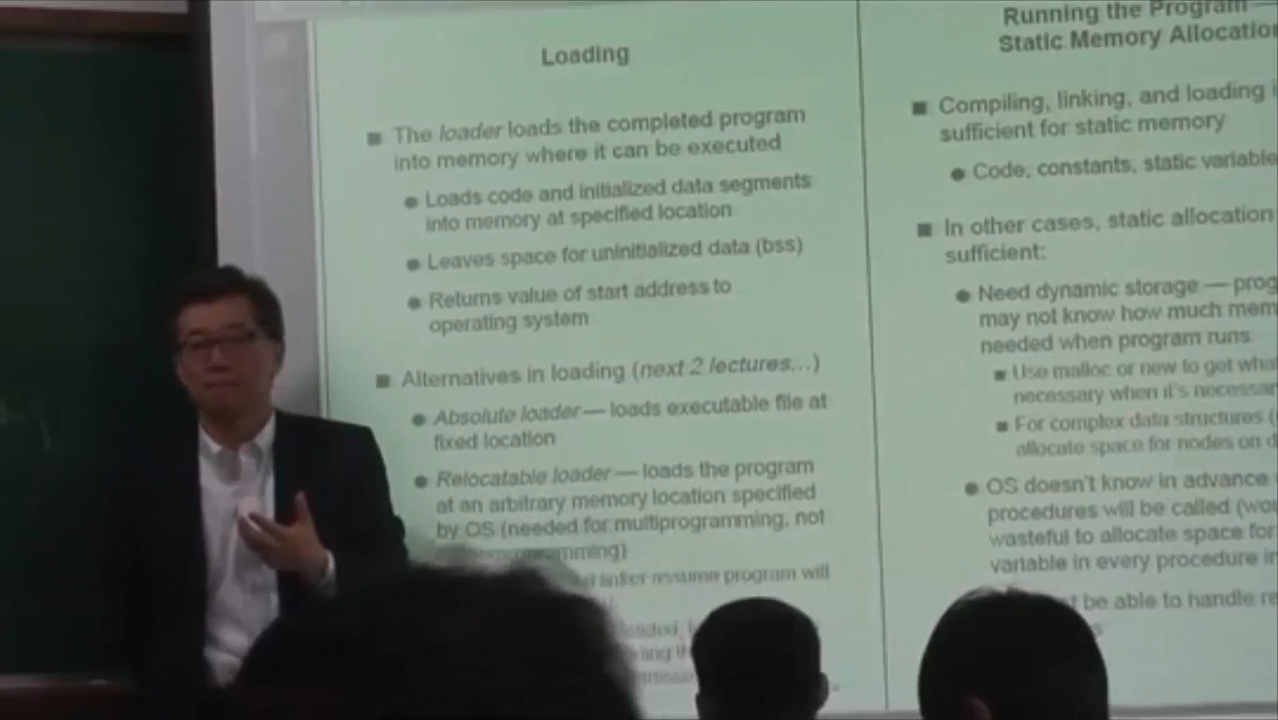 Loading
The loader loads the completed program
into memory where it can be executed
Loads code and initialized data segments
into memory at specified location
Leaves space for uninitialized data (bss)
Returns value of start address to
operating system
Alternatives in loading (next 2 lectures…)
Absolute loader — loads executable file at
fixed location
Relocatable loader — loads the program
at an arbitrary memory location specified
by OS (needed for multiprogramming, not
linker assume program will
Running the Program —
Static Memory Allocation
Compiling, linking, and loading
sufficient for static memory
Code, constants, static variable
In other cases, static allocation
sufficient:
Need dynamic storage — prog
may not know how much mem
needed when program runs
Use malloc or new to get what
necessary when it's necessar
For complex data structures (
allocate space for nodes on d
OS doesn't know in advance
procedures will be called (wou
wasteful to allocate space for
variable in every procedure in
be able to handle re